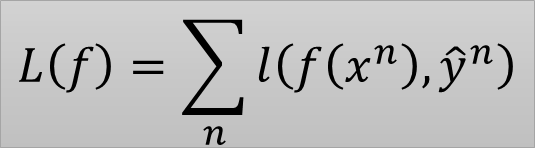 L(f) = ∑ₙ l(f(xⁿ), ŷⁿ)